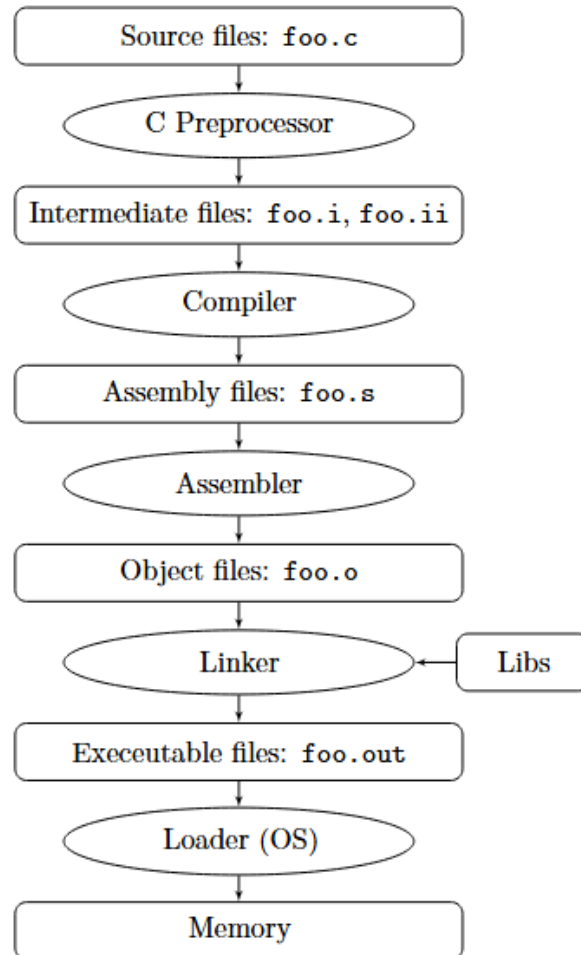 Source files: foo.c
C Preprocessor
Intermediate files: foo.i, foo.ii
Compiler
Assembly files: foo.s
Assembler
Object files: foo.o
Linker
Libs
Execeutable files: foo.out
Loader (OS)
Memory